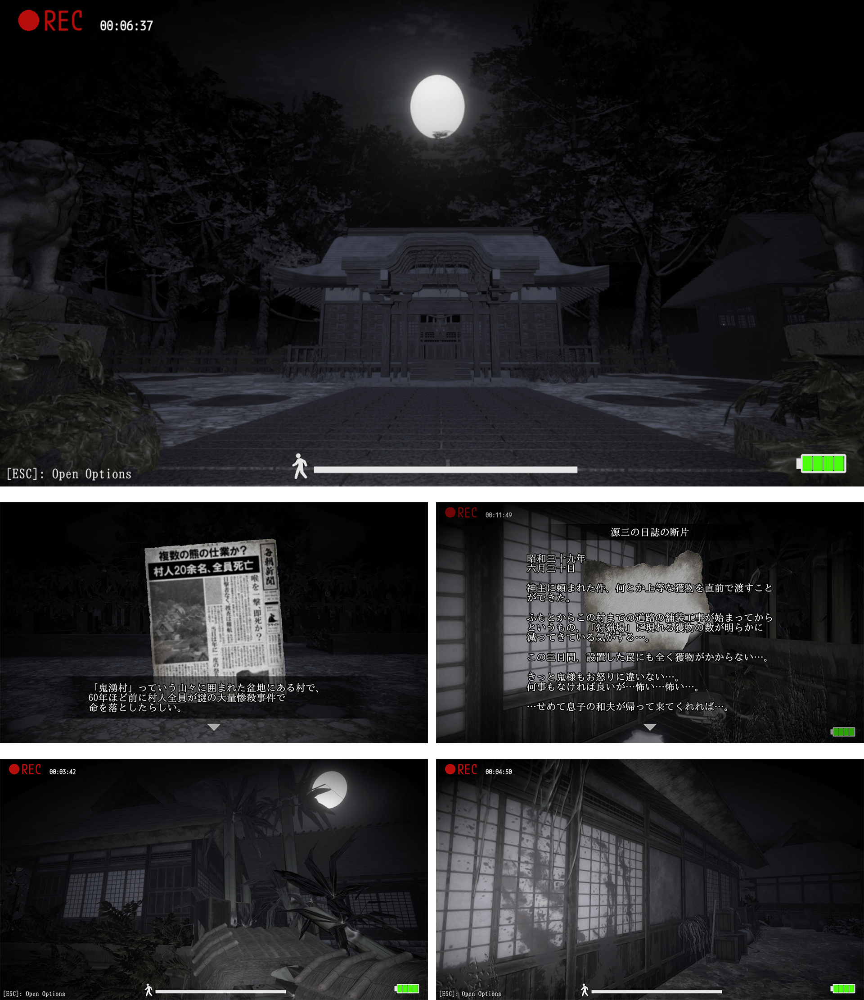 REC 00:06:37
[ESC]: Open Options
複数の熊の仕業か?
村人20余名、全員死亡
毎朝新聞
喉を一撃、即死か?
「鬼湧村」っていう山々に囲まれた盆地にある村で、
60年ほど前に村人全員が謎の大量惨殺事件で
命を落としたらしい。
REC 00:11:49
源三の日誌の断片
昭和三十九年
六月三十日
神主に頼まれた件、何とか上等な獲物を直前で渡すこと
ができた。
ふもとからこの村までの道路の舗装工事が始まってから
というもの、「狩猟場」に現れる獲物の数が明らかに
減ってきている気がする…。
この三日間、設置した罠にも全く獲物がかからない…。
きっと鬼様もお怒りに違いない…。
何事もなければ良いが…怖い…怖い…。
…せめて息子の和夫が帰って来てくれれば…。
REC 00:03:42
[ESC]: Open Options
REC 00:04:50
[ESC]: Open Options